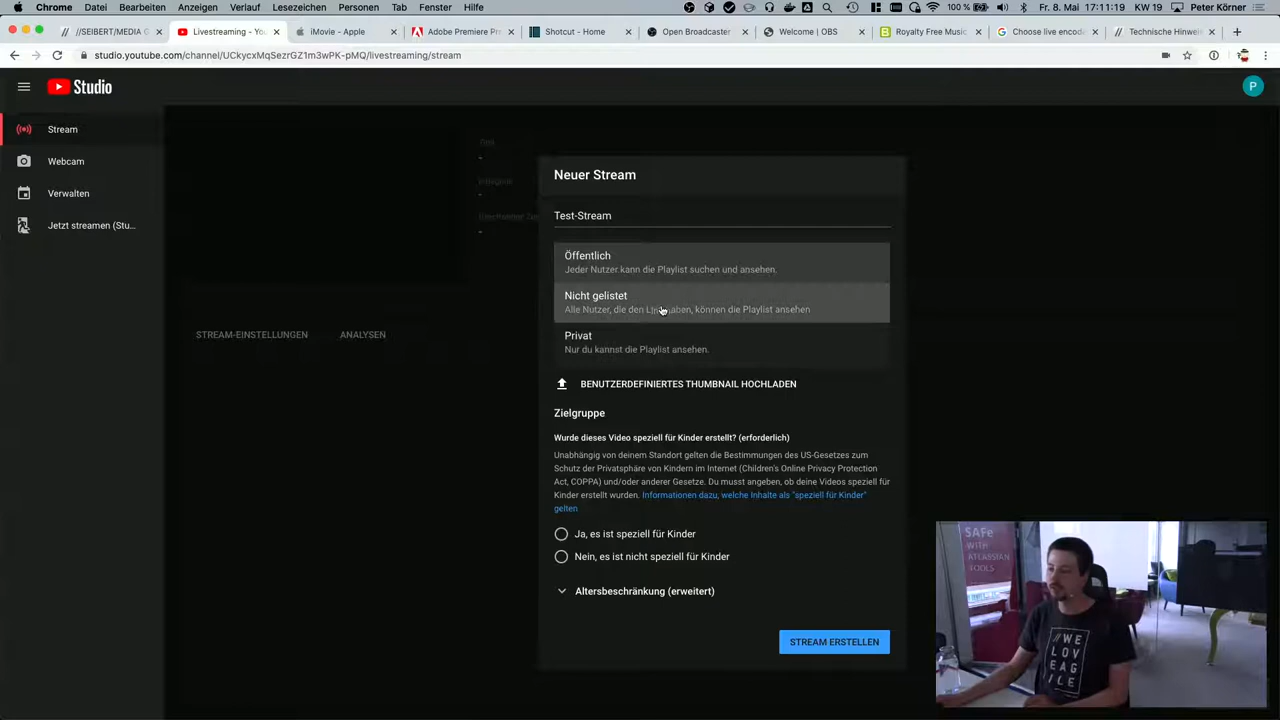 Chrome Datei Bearbeiten Anzeigen Verlauf Lesezeichen Personen Tab Fenster Hilfe
100 % Fr. 8. Mai 17:11:19 KW 19 Peter Körner
//SEIBERT/MEDIA G
Livestreaming - You
iMovie - Apple
Adobe Premiere Pr
Shotcut - Home
Open Broadcaster
Welcome | OBS
Royalty Free Music
Choose live encod
Technische Hinwei
studio.youtube.com/channel/UCkycxMqSezrGZ1m3wPK-pMQ/livestreaming/stream
Studio
P
Stream
Webcam
Verwalten
Jetzt streamen (Stu...
Titel
-
Kategorie
-
-
STREAM-EINSTELLUNGEN
ANALYSEN
Neuer Stream
Test-Stream
Öffentlich
Jeder Nutzer kann die Playlist suchen und ansehen.
Nicht gelistet
Alle Nutzer, die den Link haben, können die Playlist ansehen
Privat
Nur du kannst die Playlist ansehen.
BENUTZERDEFINIERTES THUMBNAIL HOCHLADEN
Zielgruppe
Wurde dieses Video speziell für Kinder erstellt? (erforderlich)
Unabhängig von deinem Standort gelten die Bestimmungen des US-Gesetzes zum
Schutz der Privatsphäre von Kindern im Internet (Children's Online Privacy Protection
Act, COPPA) und/oder anderer Gesetze. Du musst angeben, ob deine Videos speziell für
Kinder erstellt wurden. Informationen dazu, welche Inhalte als "speziell für Kinder"
gelten
Ja, es ist speziell für Kinder
Nein, es ist nicht speziell für Kinder
Altersbeschränkung (erweitert)
STREAM ERSTELLEN
SAFe
WITH
ATLASSIAN
TOOLS
//WE
LOVE
AGILE